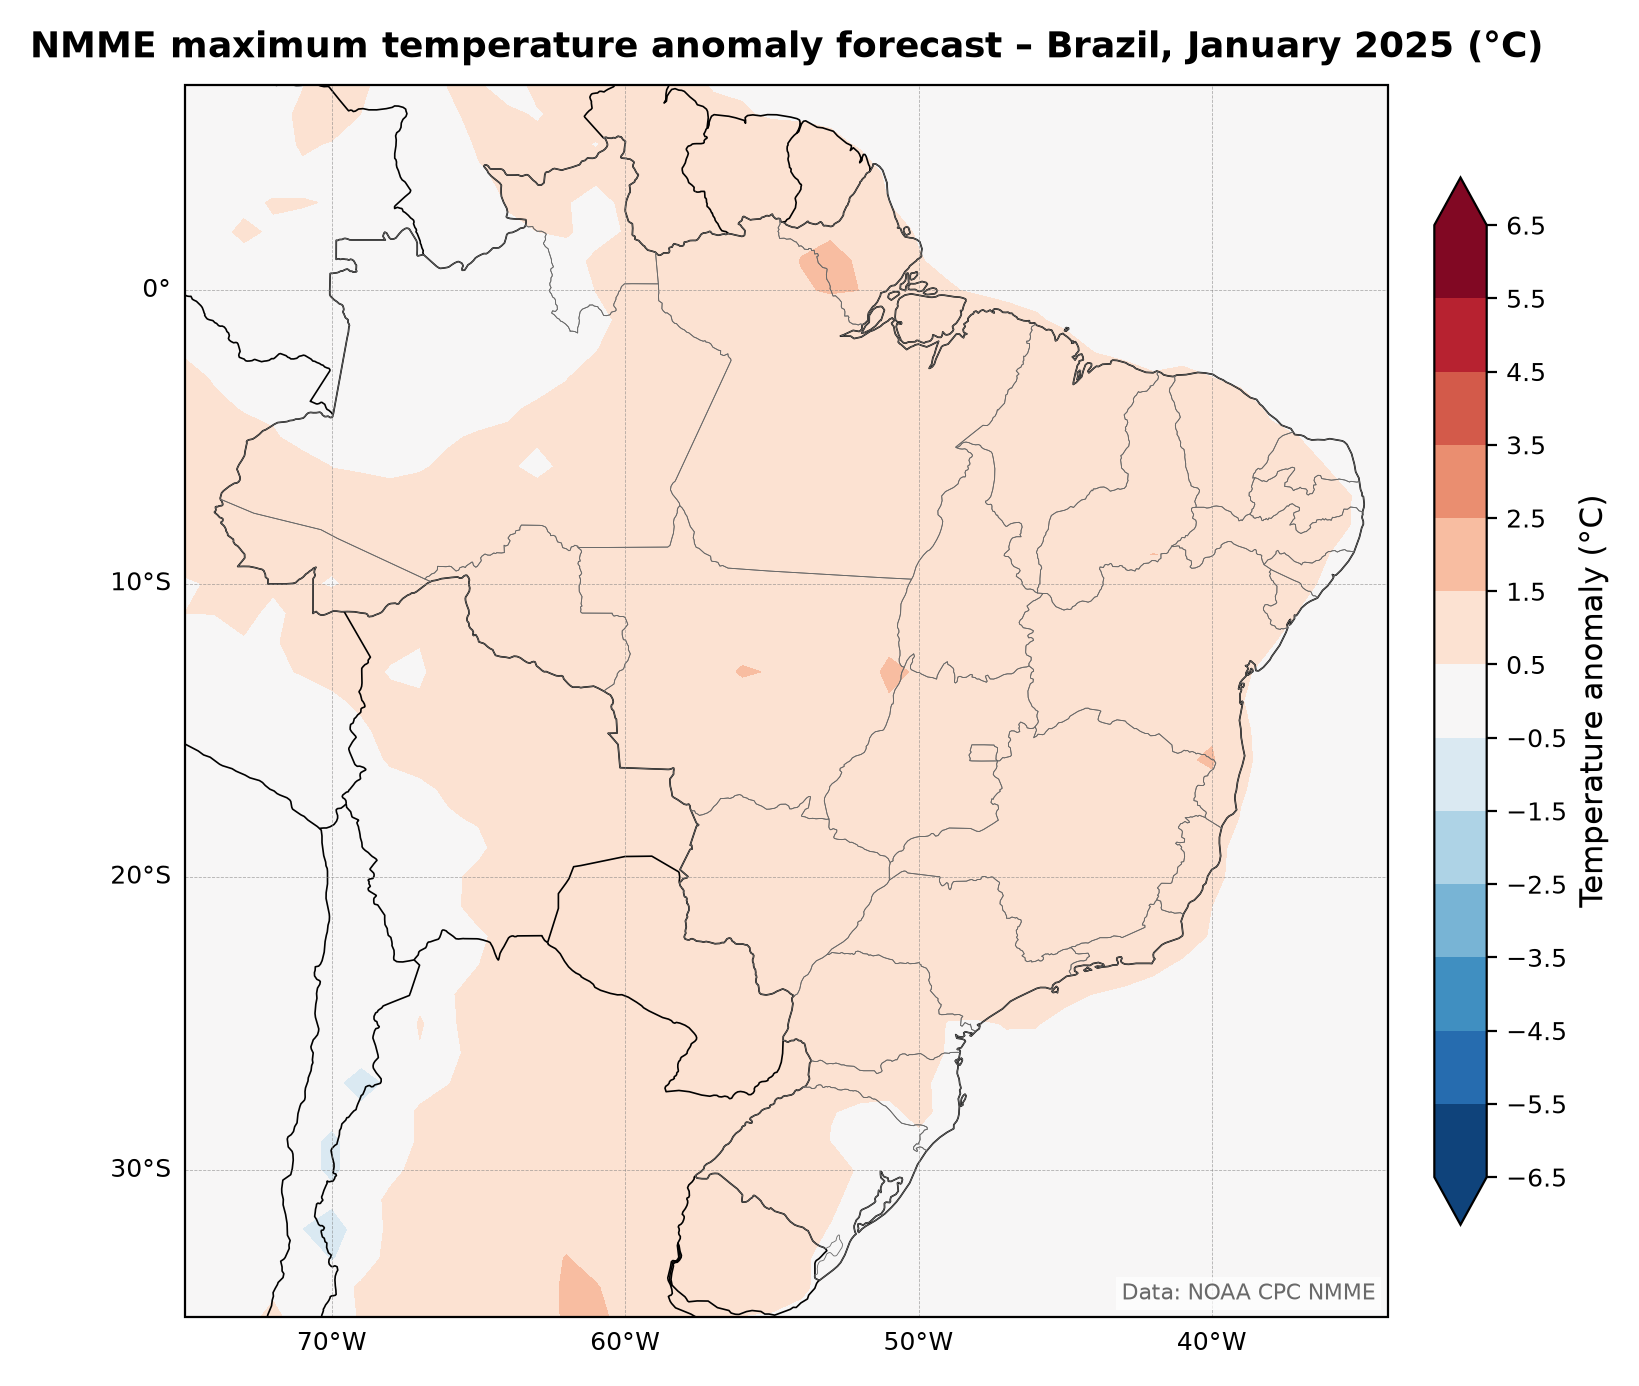 NMME maximum temperature anomaly forecast – Brazil, January 2025 (°C)
0°
10°S
20°S
30°S
70°W
60°W
50°W
40°W
Data: NOAA CPC NMME
6.5
5.5
4.5
3.5
2.5
1.5
0.5
−0.5
−1.5
−2.5
−3.5
−4.5
−5.5
−6.5
Temperature anomaly (°C)